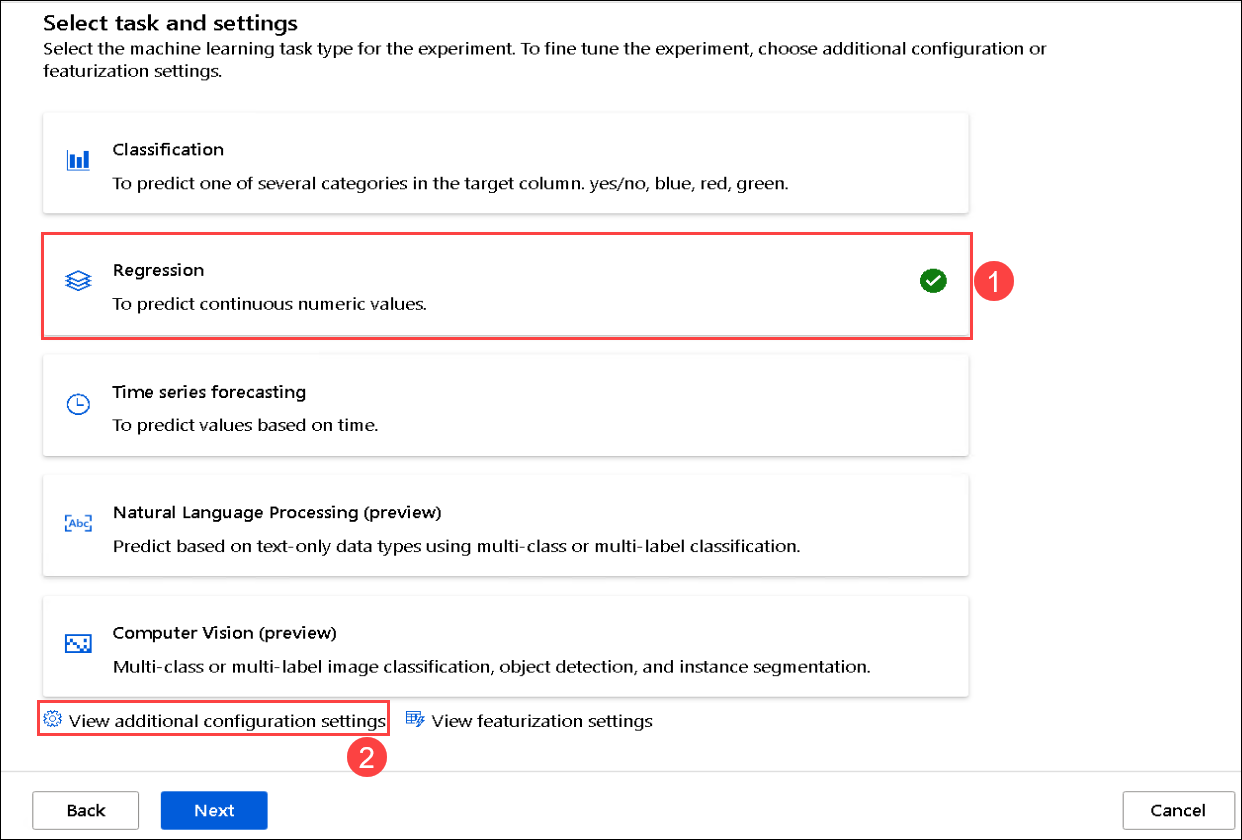 Select task and settings
Select the machine learning task type for the experiment. To fine tune the experiment, choose additional configuration or
featurization settings.
Classification
To predict one of several categories in the target column. yes/no, blue, red, green.
Regression
To predict continuous numeric values.
1
Time series forecasting
To predict values based on time.
Abc
Natural Language Processing (preview)
Predict based on text-only data types using multi-class or multi-label classification.
Computer Vision (preview)
Multi-class or multi-label image classification, object detection, and instance segmentation.
View additional configuration settings
View featurization settings
2
Back
Next
Cancel